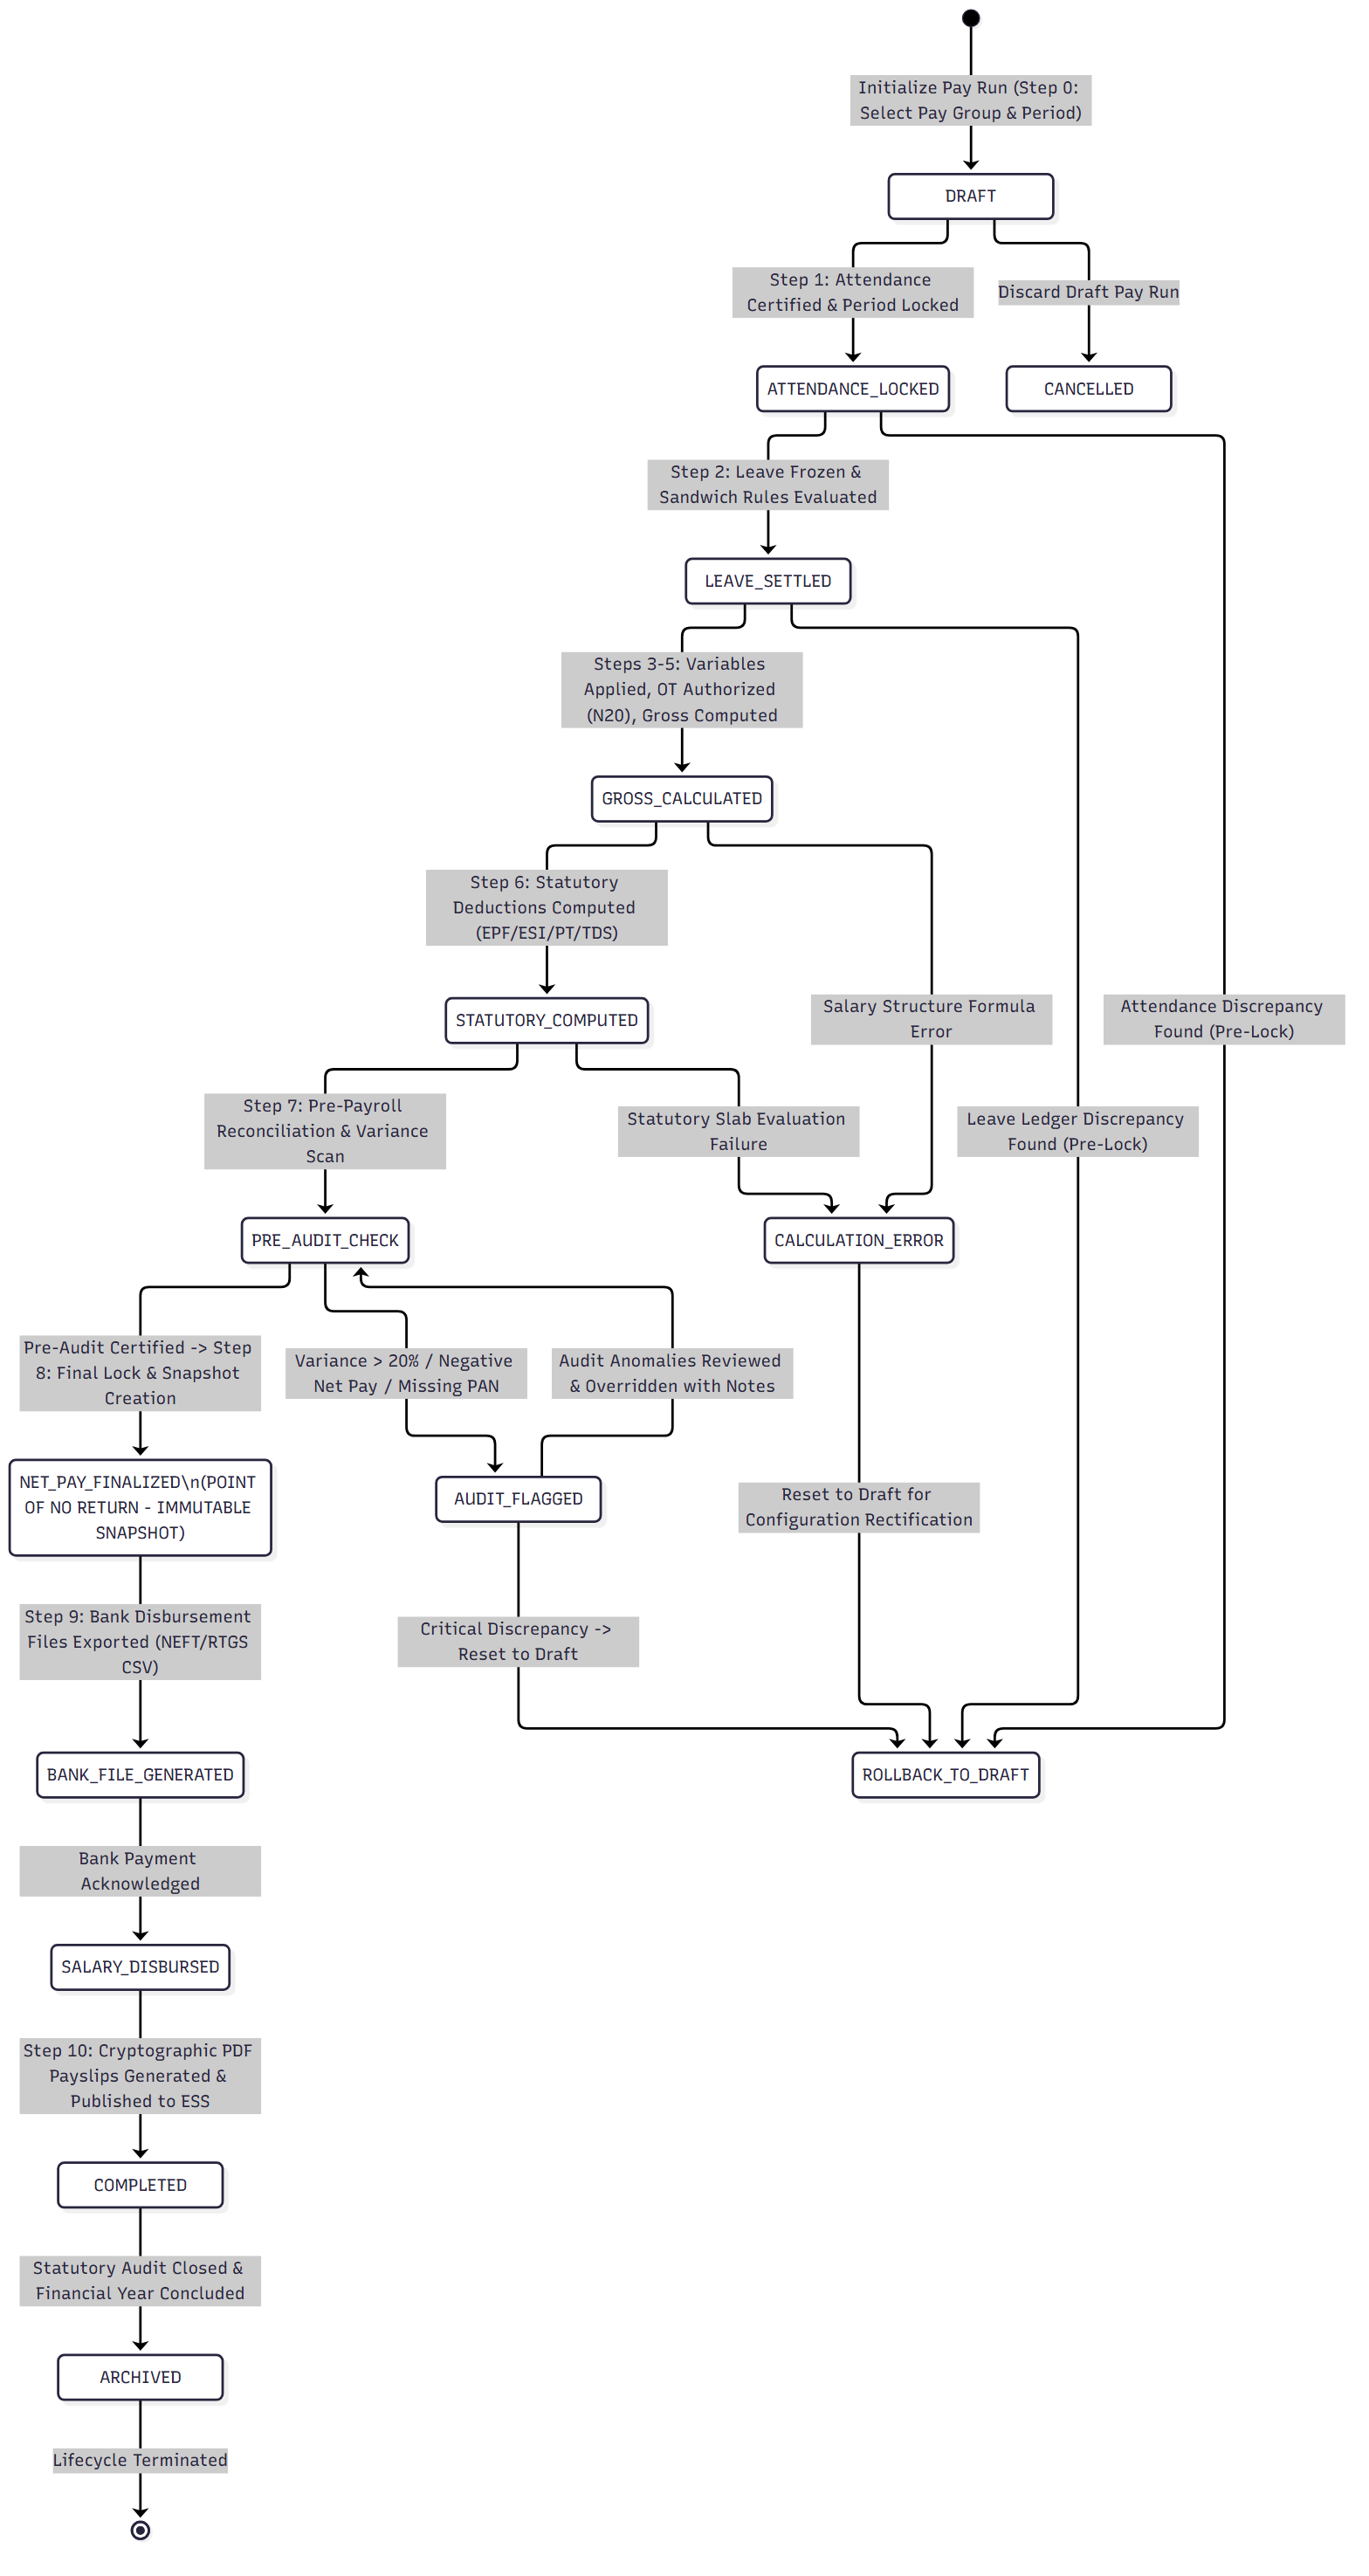 Initialize Pay Run (Step 0:
Select Pay Group & Period)
DRAFT
Step 1: Attendance
Certified & Period Locked
Discard Draft Pay Run
ATTENDANCE_LOCKED
CANCELLED
Step 2: Leave Frozen &
Sandwich Rules Evaluated
LEAVE_SETTLED
Steps 3-5: Variables
Applied, OT Authorized
(N20), Gross Computed
GROSS_CALCULATED
Step 6: Statutory
Deductions Computed
(EPF/ESI/PT/TDS)
STATUTORY_COMPUTED
Salary Structure Formula
Error
Attendance Discrepancy
Found (Pre-Lock)
Step 7: Pre-Payroll
Reconciliation & Variance
Scan
Statutory Slab Evaluation
Failure
Leave Ledger Discrepancy
Found (Pre-Lock)
PRE_AUDIT_CHECK
CALCULATION_ERROR
Pre-Audit Certified -> Step
8: Final Lock & Snapshot
Creation
Variance > 20% / Negative
Net Pay / Missing PAN
Audit Anomalies Reviewed
& Overridden with Notes
NET_PAY_FINALIZED\n(POINT
OF NO RETURN - IMMUTABLE
SNAPSHOT)
AUDIT_FLAGGED
Reset to Draft for
Configuration Rectification
Step 9: Bank Disbursement
Files Exported (NEFT/RTGS
CSV)
Critical Discrepancy ->
Reset to Draft
BANK_FILE_GENERATED
ROLLBACK_TO_DRAFT
Bank Payment
Acknowledged
SALARY_DISBURSED
Step 10: Cryptographic PDF
Payslips Generated &
Published to ESS
COMPLETED
Statutory Audit Closed &
Financial Year Concluded
ARCHIVED
Lifecycle Terminated